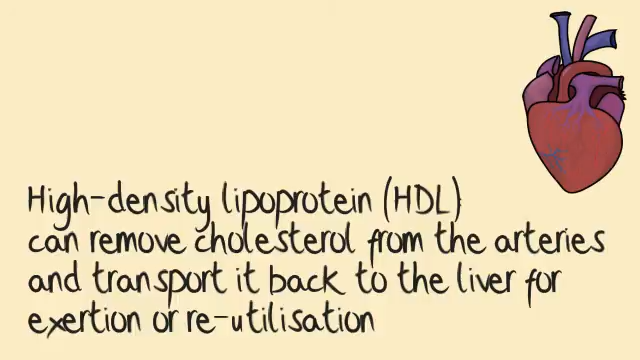 High-density lipoprotein (HDL)
can remove cholesterol from the arteries
and transport it back to the liver for
exertion or re-utilisation